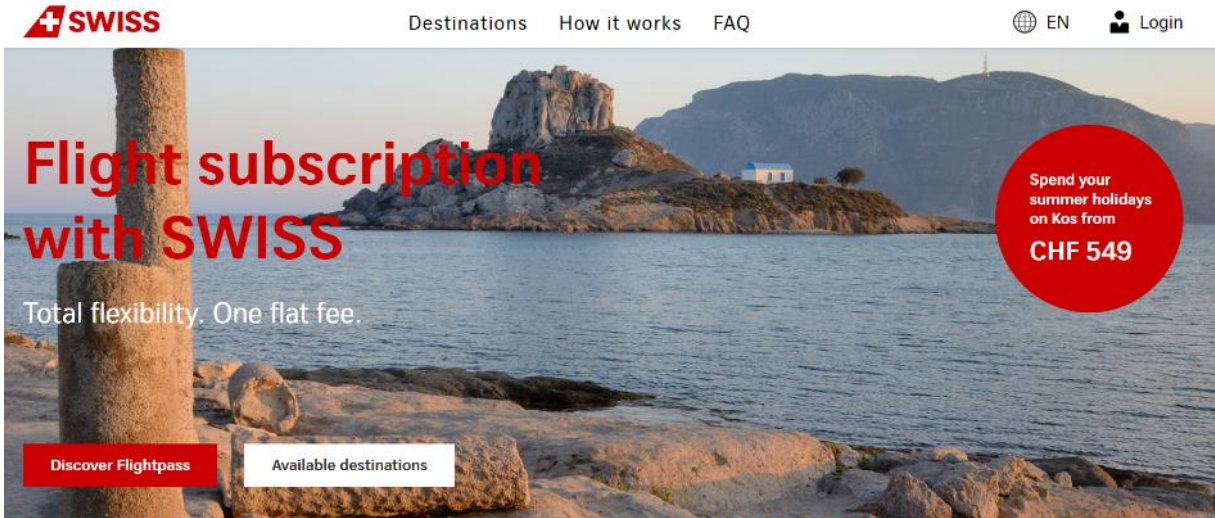 SWISS
Destinations
How it works
FAQ
EN
Login
Flight subscription
with SWISS
Total flexibility. One flat fee.
Spend your
summer holidays
on Kos from
CHF 549
Discover Flightpass
Available destinations